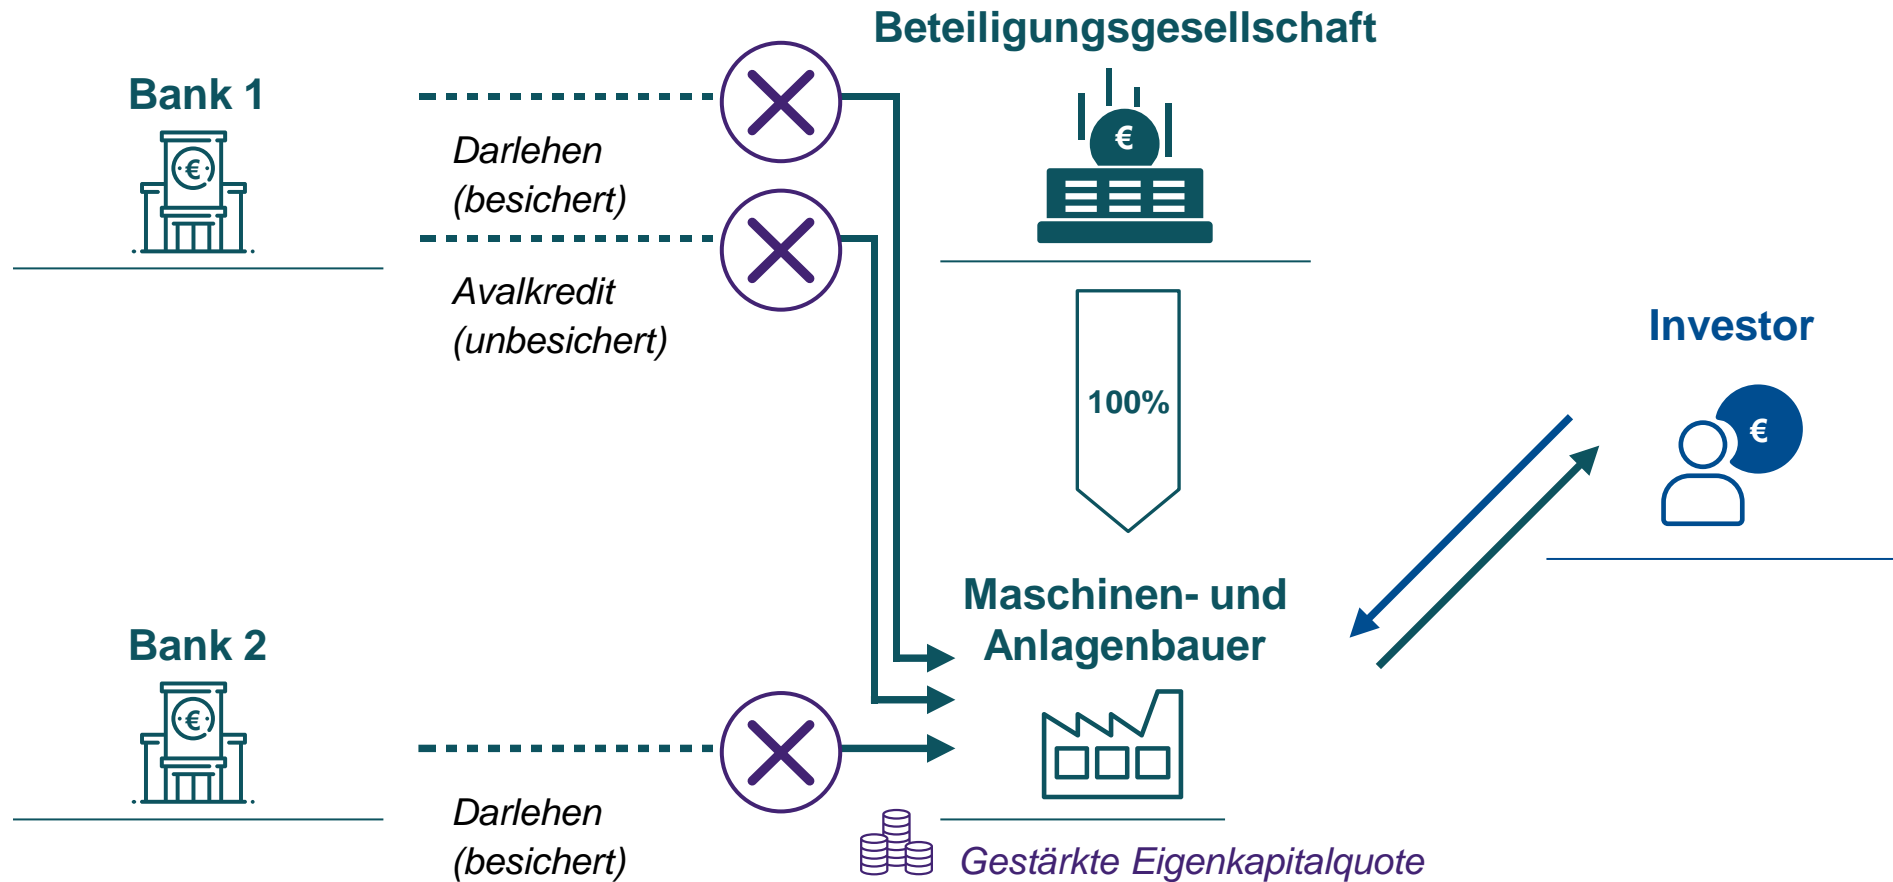 Beteiligungsgesellschaft
Bank 1
€
Darlehen
(besichert)
€
Avalkredit
(unbesichert)
100%
Investor
€
Maschinen- und
Anlagenbauer
Bank 2
€
Darlehen
(besichert)
Gestärkte Eigenkapitalquote